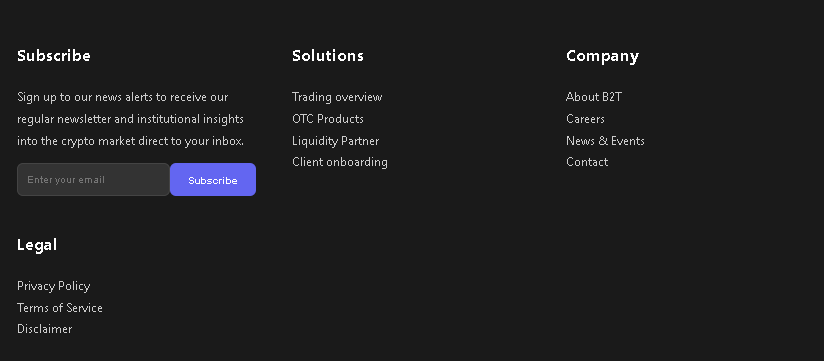 Subscribe
Sign up to our news alerts to receive our
regular newsletter and institutional insights
into the crypto market direct to your inbox.
Enter your email
Subscribe
Solutions
Trading overview
OTC Products
Liquidity Partner
Client onboarding
Company
About B2T
Careers
News & Events
Contact
Legal
Privacy Policy
Terms of Service
Disclaimer